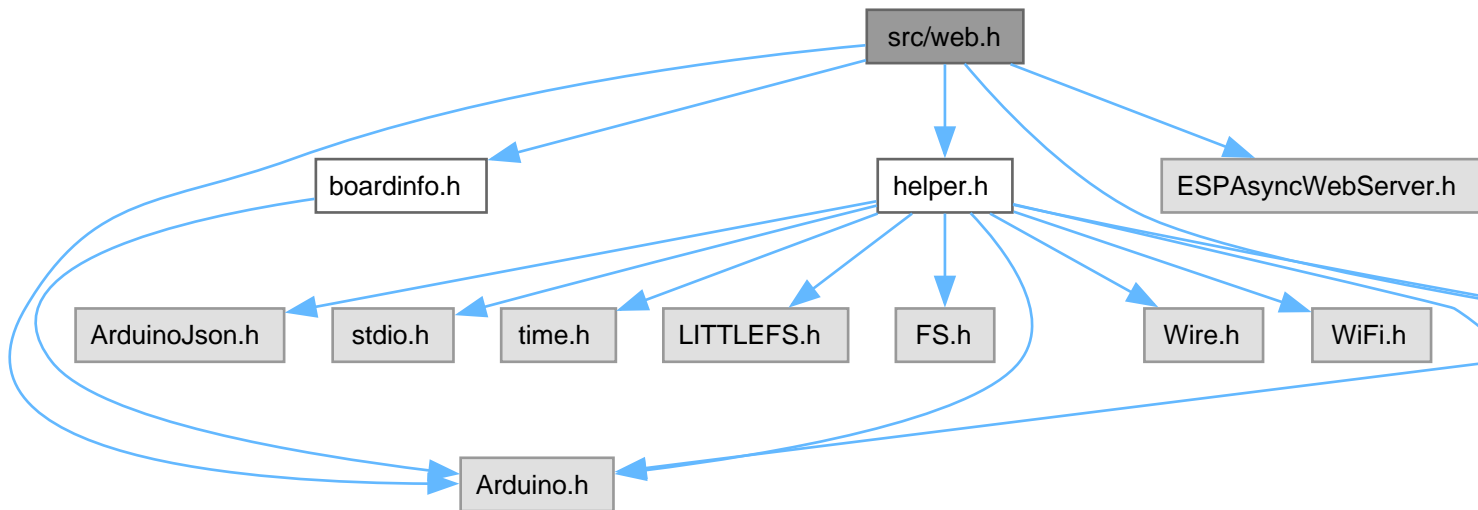 src/web.h
boardinfo.h
helper.h
ESPAsyncWebServer.h
ArduinoJson.h
stdio.h
time.h
LITTLEFS.h
FS.h
Wire.h
WiFi.h
Arduino.h